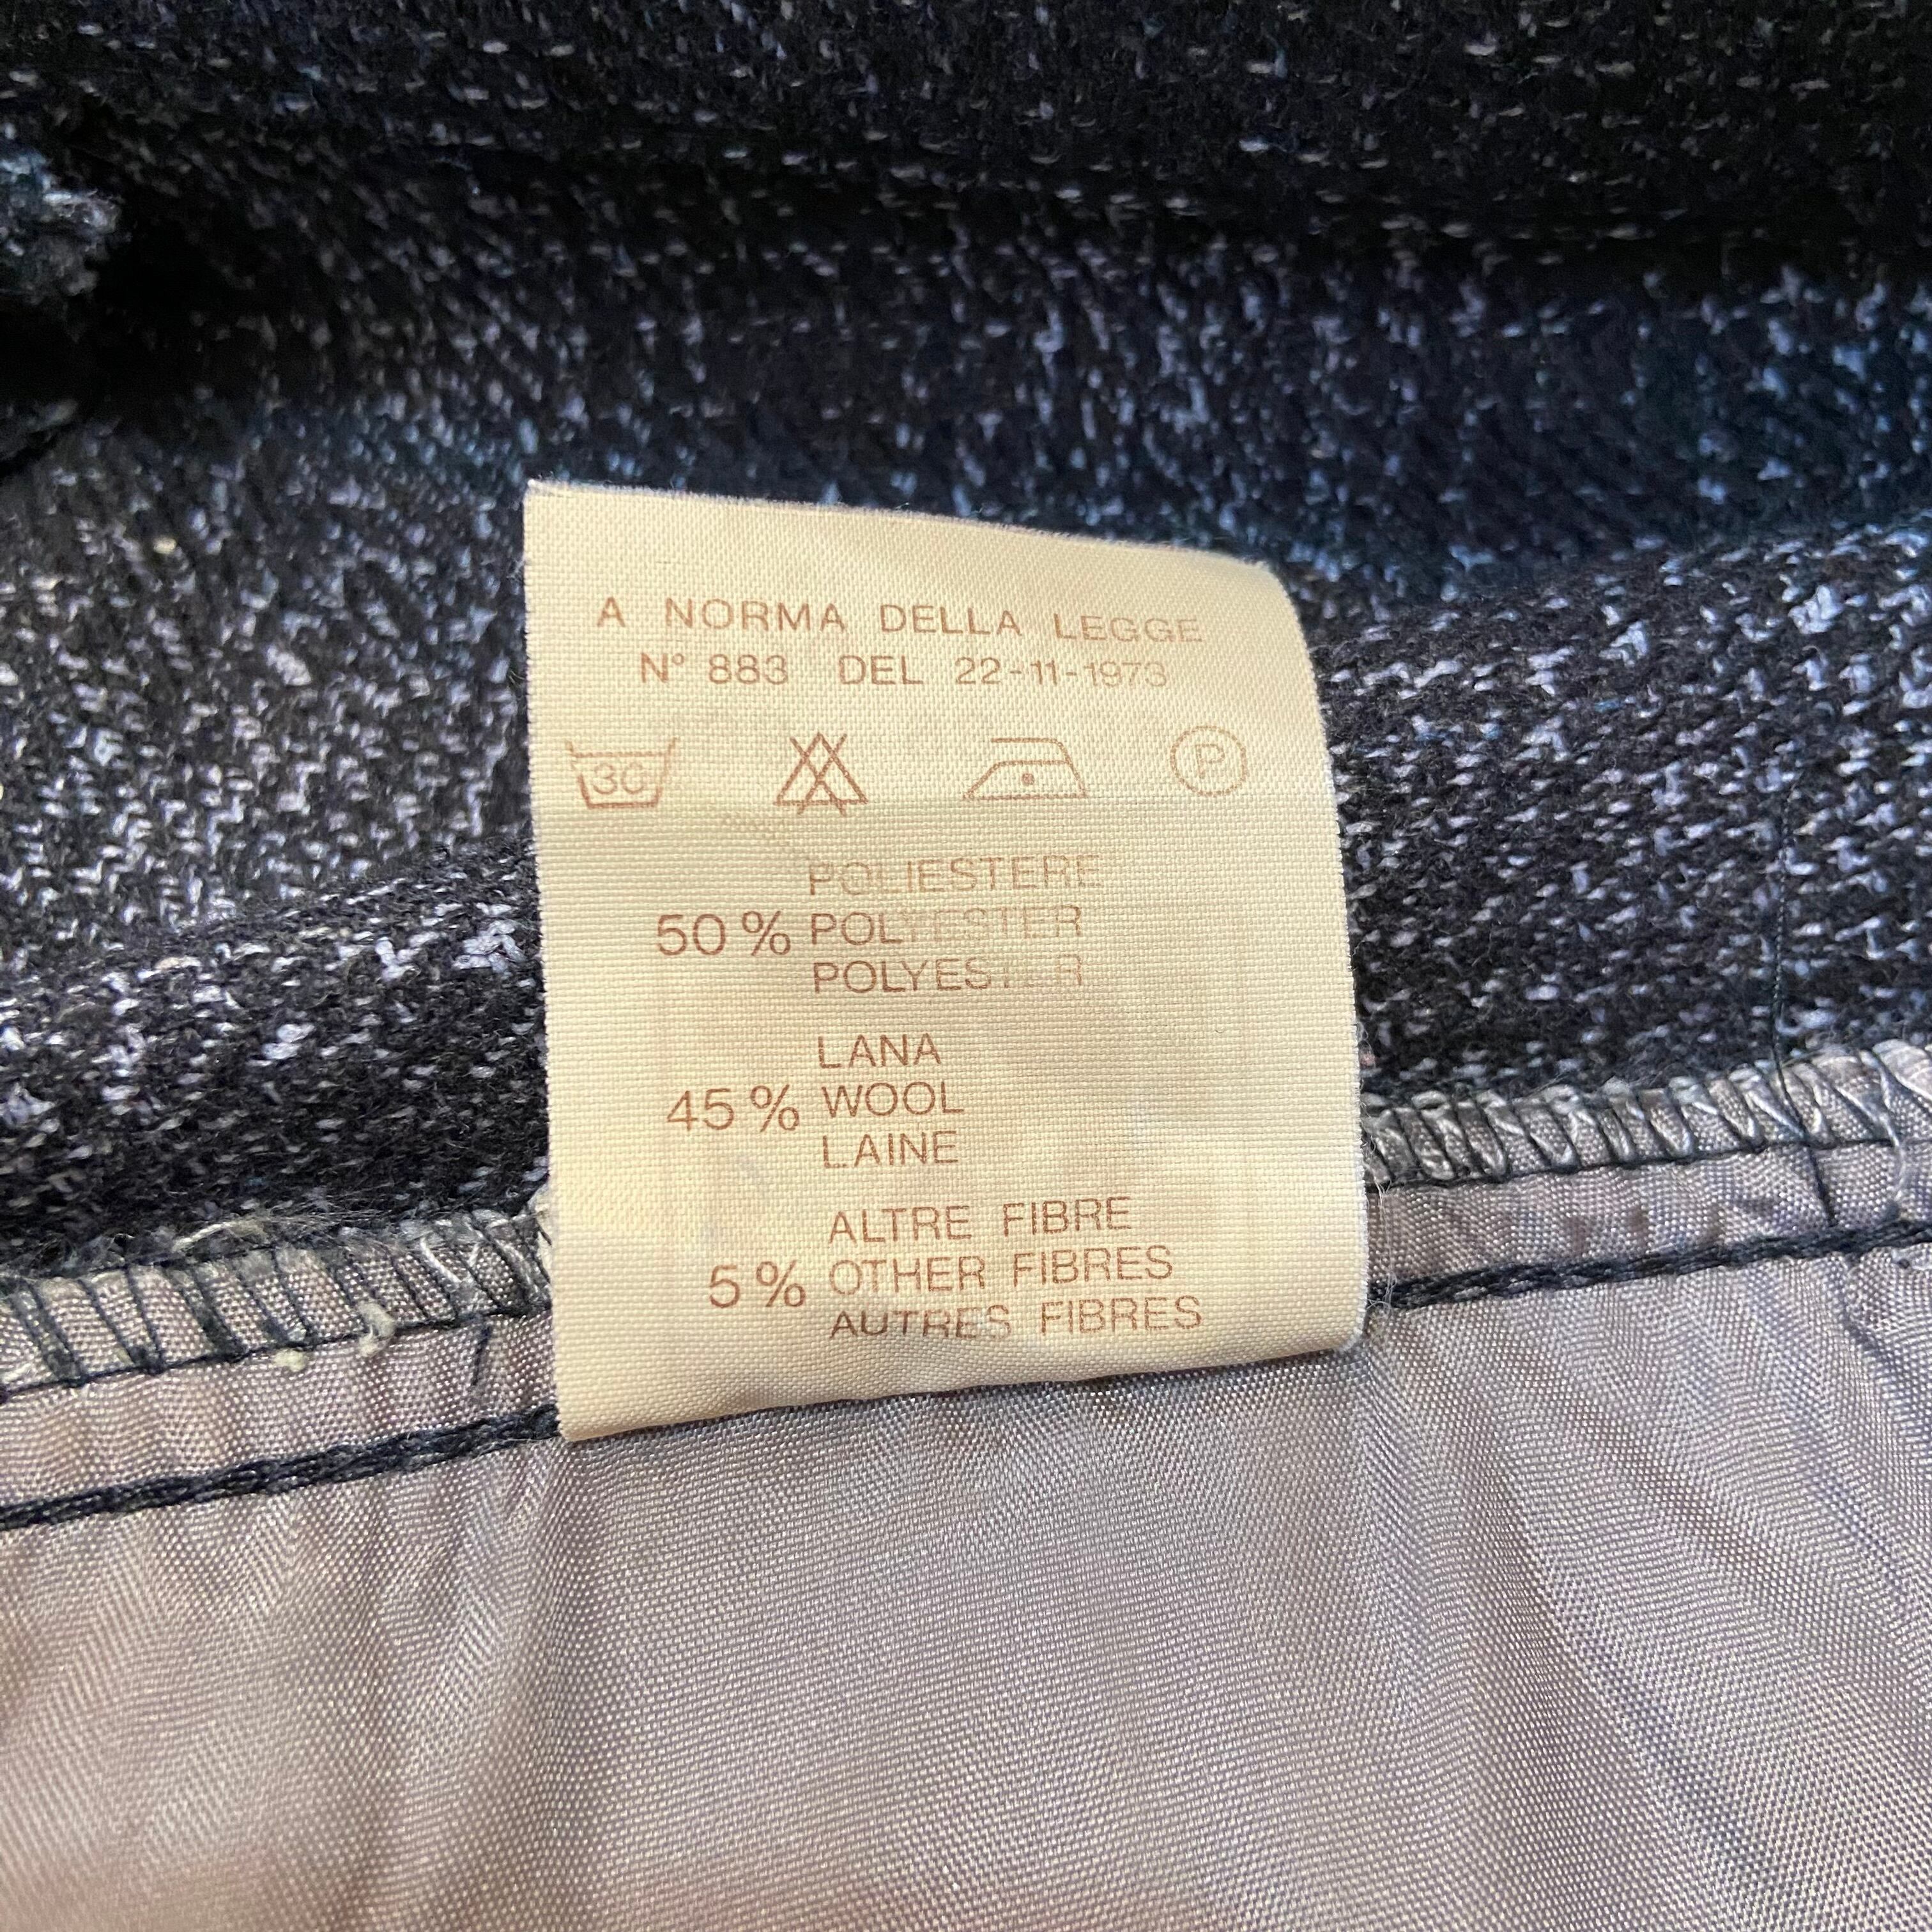 A NORMA DELLA LEGGE
N° 883 DEL 22-11-1973
30 P
POLIESTERE
50 % POLYESTER
POLYESTER
LANA
45 % WOOL
LAINE
ALTRE FIBRE
5 % OTHER FIBRES
AUTRES FIBRES